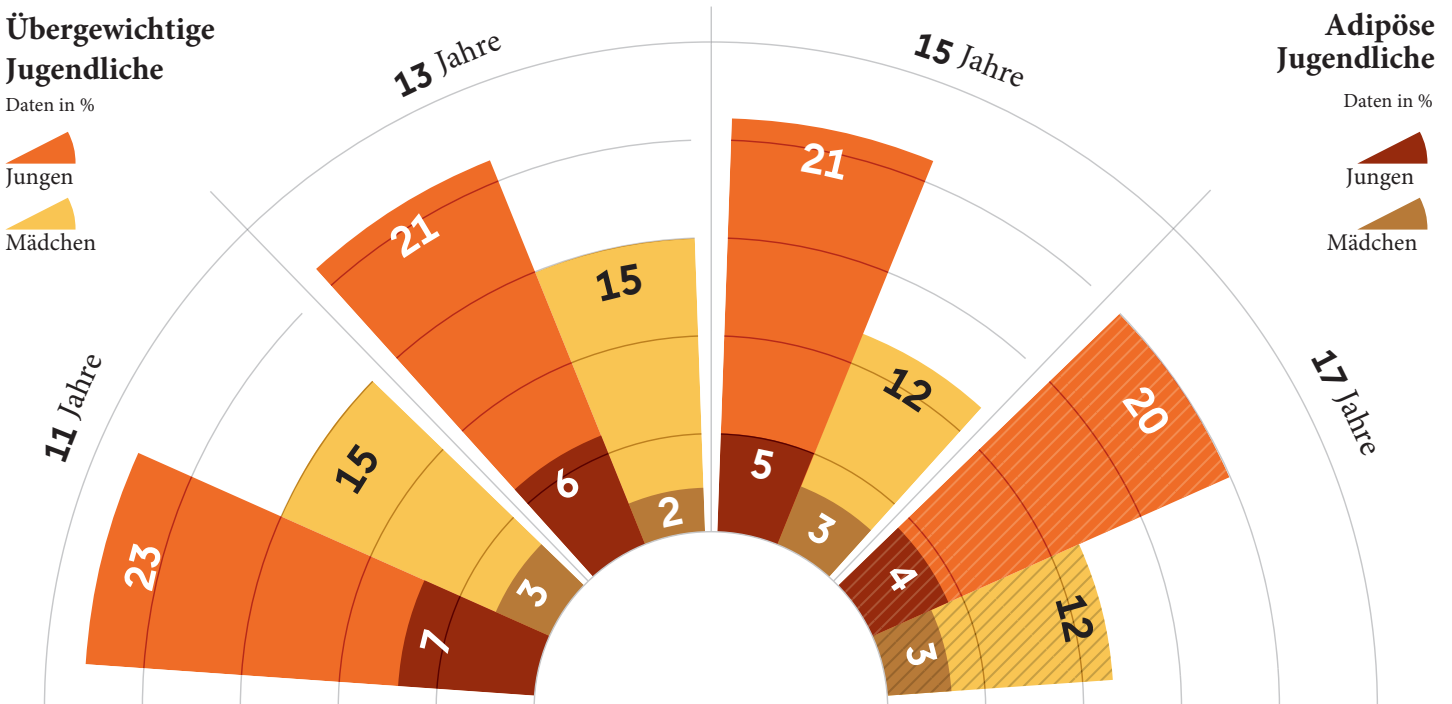 Übergewichtige
Jugendliche
Daten in %
Jungen
Mädchen
Adipöse
Jugendliche
Daten in %
Jungen
Mädchen
11 Jahre
23
7
15
3
13 Jahre
21
6
15
2
15 Jahre
21
5
12
3
17 Jahre
20
4
12
3